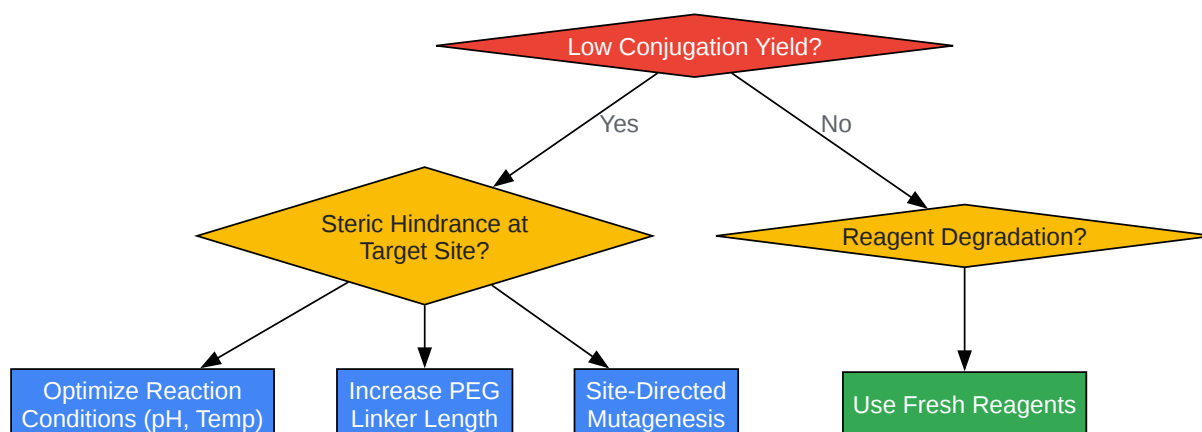 Low Conjugation Yield?
Yes
No
Steric Hindrance at
Target Site?
Reagent Degradation?
Optimize Reaction
Conditions (pH, Temp)
Increase PEG
Linker Length
Site-Directed
Mutagenesis
Use Fresh Reagents